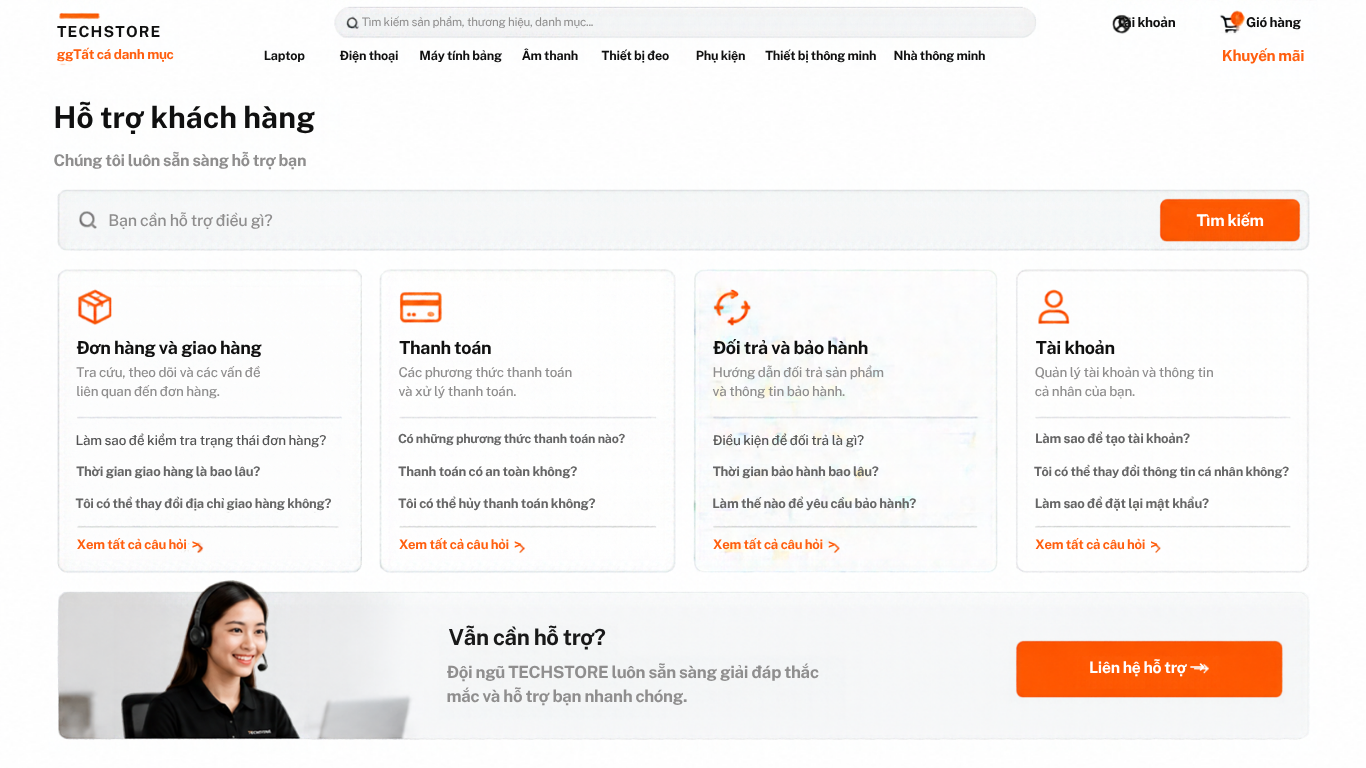 TECHSTORE
Tìm kiếm sản phẩm, thương hiệu, danh mục...
ài khoản
Giỏ hàng
ggTất cá danh mục
Laptop
Điện thoại
Máy tính bảng
Âm thanh
Thiết bị đeo
Phụ kiện
Thiết bị thông minh
Nhà thông minh
Khuyến mãi
Hỗ trợ khách hàng
Chúng tôi luôn sẵn sàng hỗ trợ bạn
Bạn cần hỗ trợ điều gì?
Tìm kiếm
Đơn hàng và giao hàng
Tra cứu, theo dõi và các vấn đề
liên quan đến đơn hàng.
Làm sao để kiểm tra trạng thái đơn hàng?
Thời gian giao hàng là bao lâu?
Tôi có thể thay đổi địa chỉ giao hàng không?
Xem tất cả câu hỏi
Thanh toán
Các phương thức thanh toán
và xử lý thanh toán.
Có những phương thức thanh toán nào?
Thanh toán có an toàn không?
Tôi có thể hủy thanh toán không?
Xem tất cả câu hỏi
Đổi trả và bảo hành
Hướng dẫn đổi trả sản phẩm
và thông tin bảo hành.
Điều kiện để đổi trả là gì?
Thời gian bảo hành bao lâu?
Làm thế nào để yêu cầu bảo hành?
Xem tất cả câu hỏi
Tài khoản
Quản lý tài khoản và thông tin
cá nhân của bạn.
Làm sao để tạo tài khoản?
Tôi có thể thay đổi thông tin cá nhân không?
Làm sao để đặt lại mật khẩu?
Xem tất cả câu hỏi
Vẫn cần hỗ trợ?
Đội ngũ TECHSTORE luôn sẵn sàng giải đáp thắc
mắc và hỗ trợ bạn nhanh chóng.
Liên hệ hỗ trợ
TECHSTORE